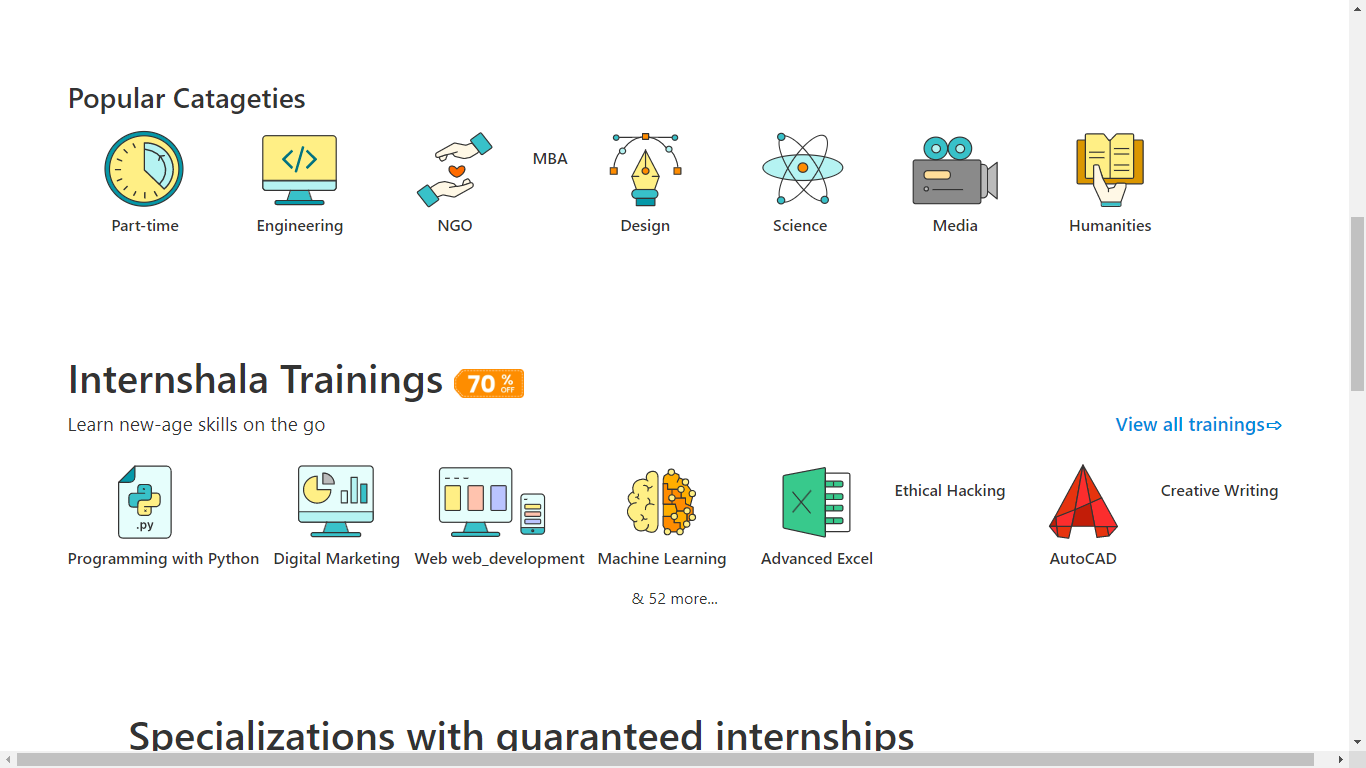 Popular Catageties
</>
MBA
Part-time Engineering NGO Design Science Media Humanities
Internshala Trainings 70 % OFF
Learn new-age skills on the go View all trainings⇨
.py
Ethical Hacking Creative Writing
Programming with Python Digital Marketing Web web_development Machine Learning Advanced Excel AutoCAD
& 52 more...
Specializations with guaranteed internships